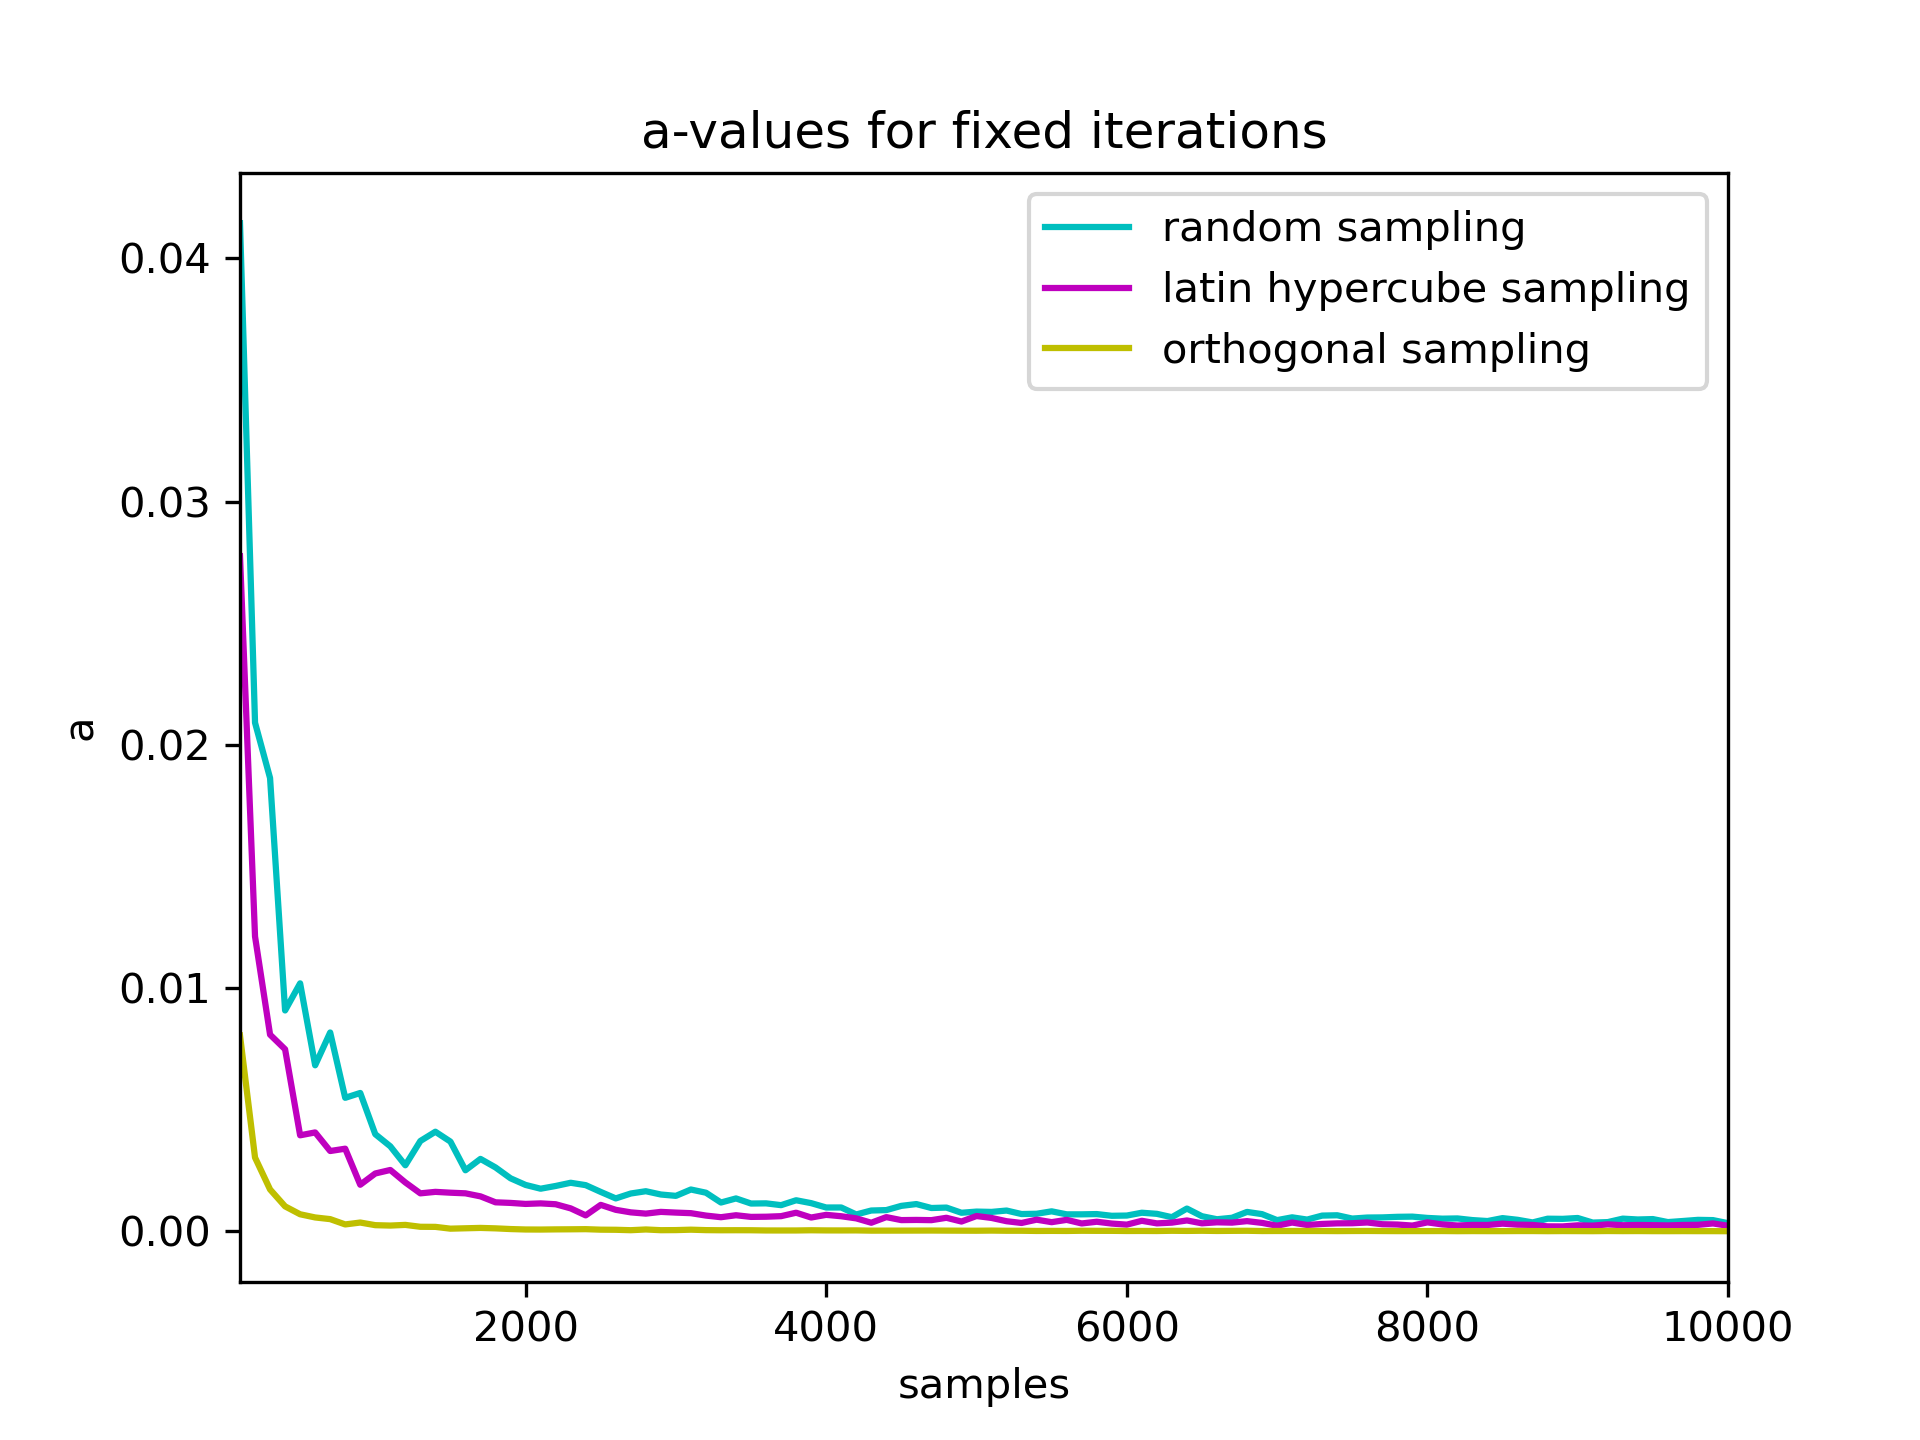 a-values for fixed iterations
random sampling
latin hypercube sampling
orthogonal sampling
0.04
0.03
0.02
0.01
0.00
a
2000 4000 6000 8000 10000
samples